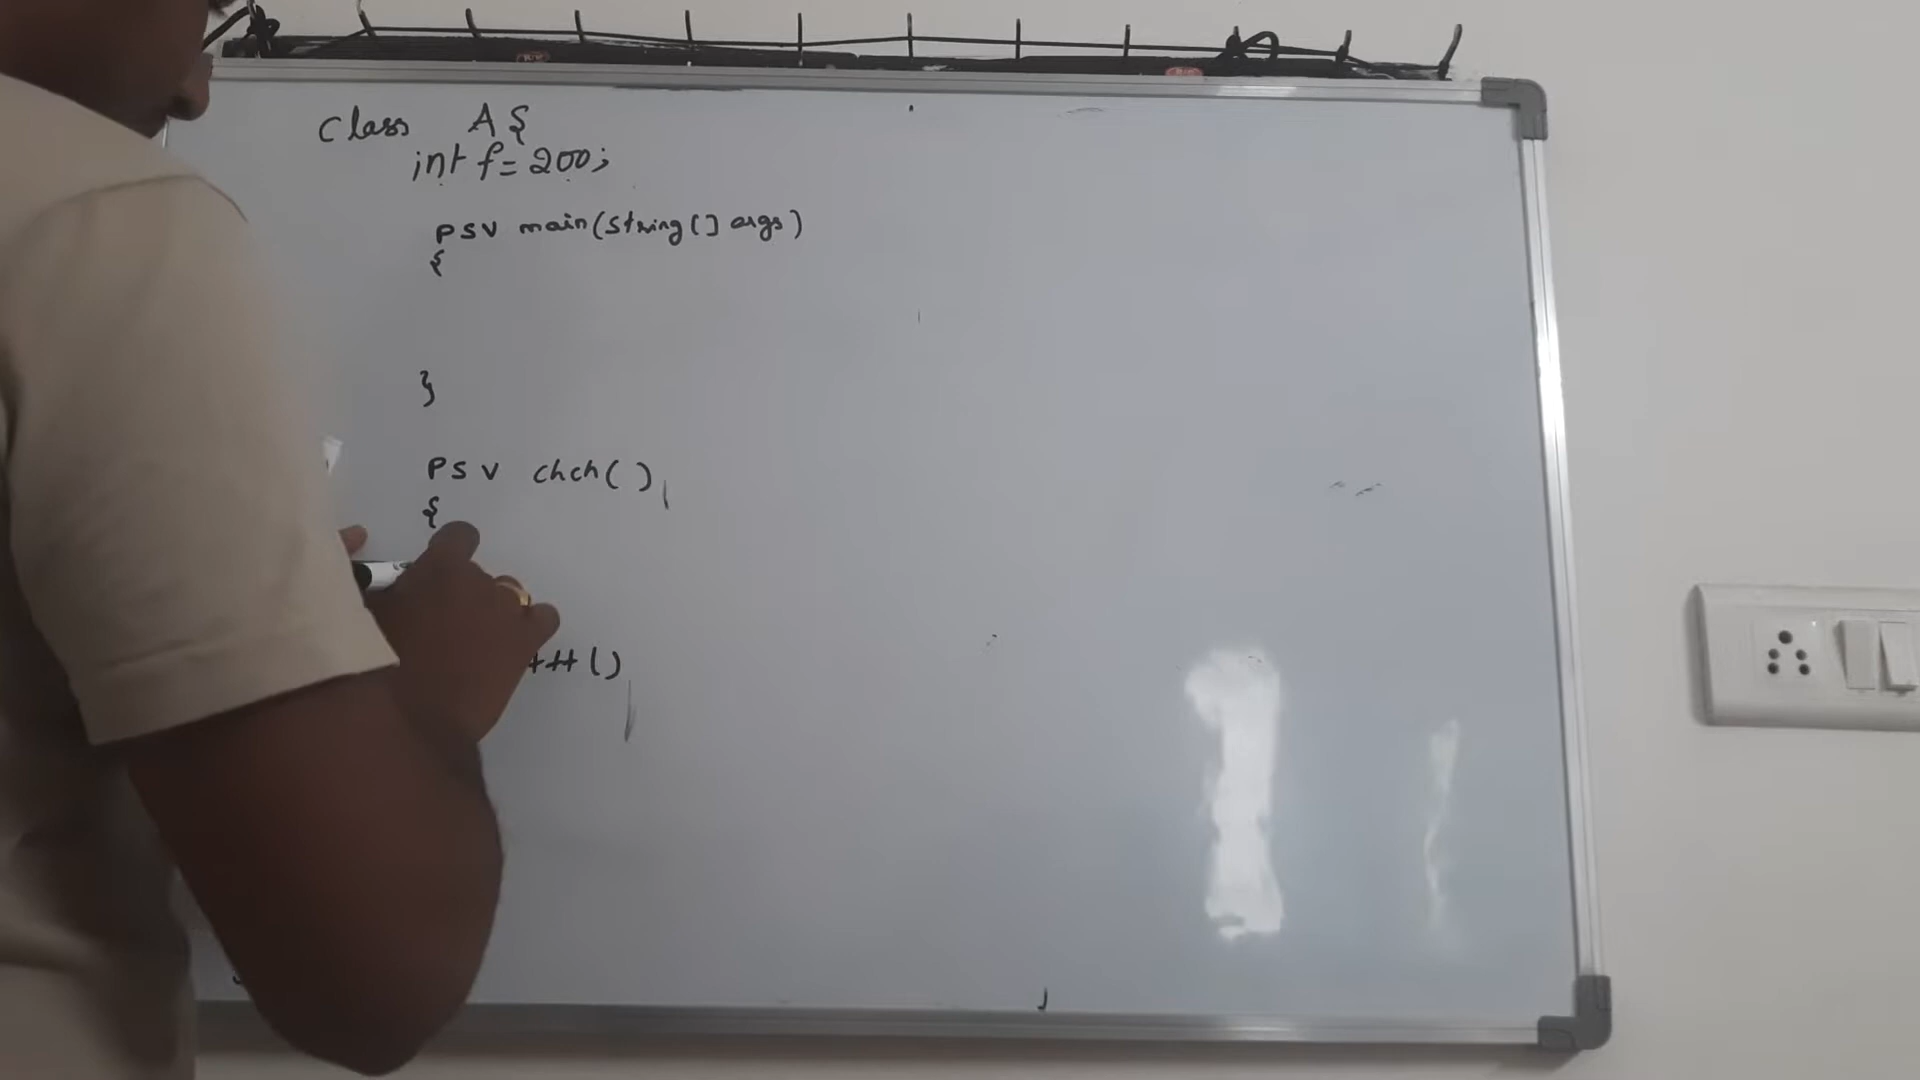 class A {
int f = 200;
PSV main(String [] args)
{
}
PSV chch()
{
()